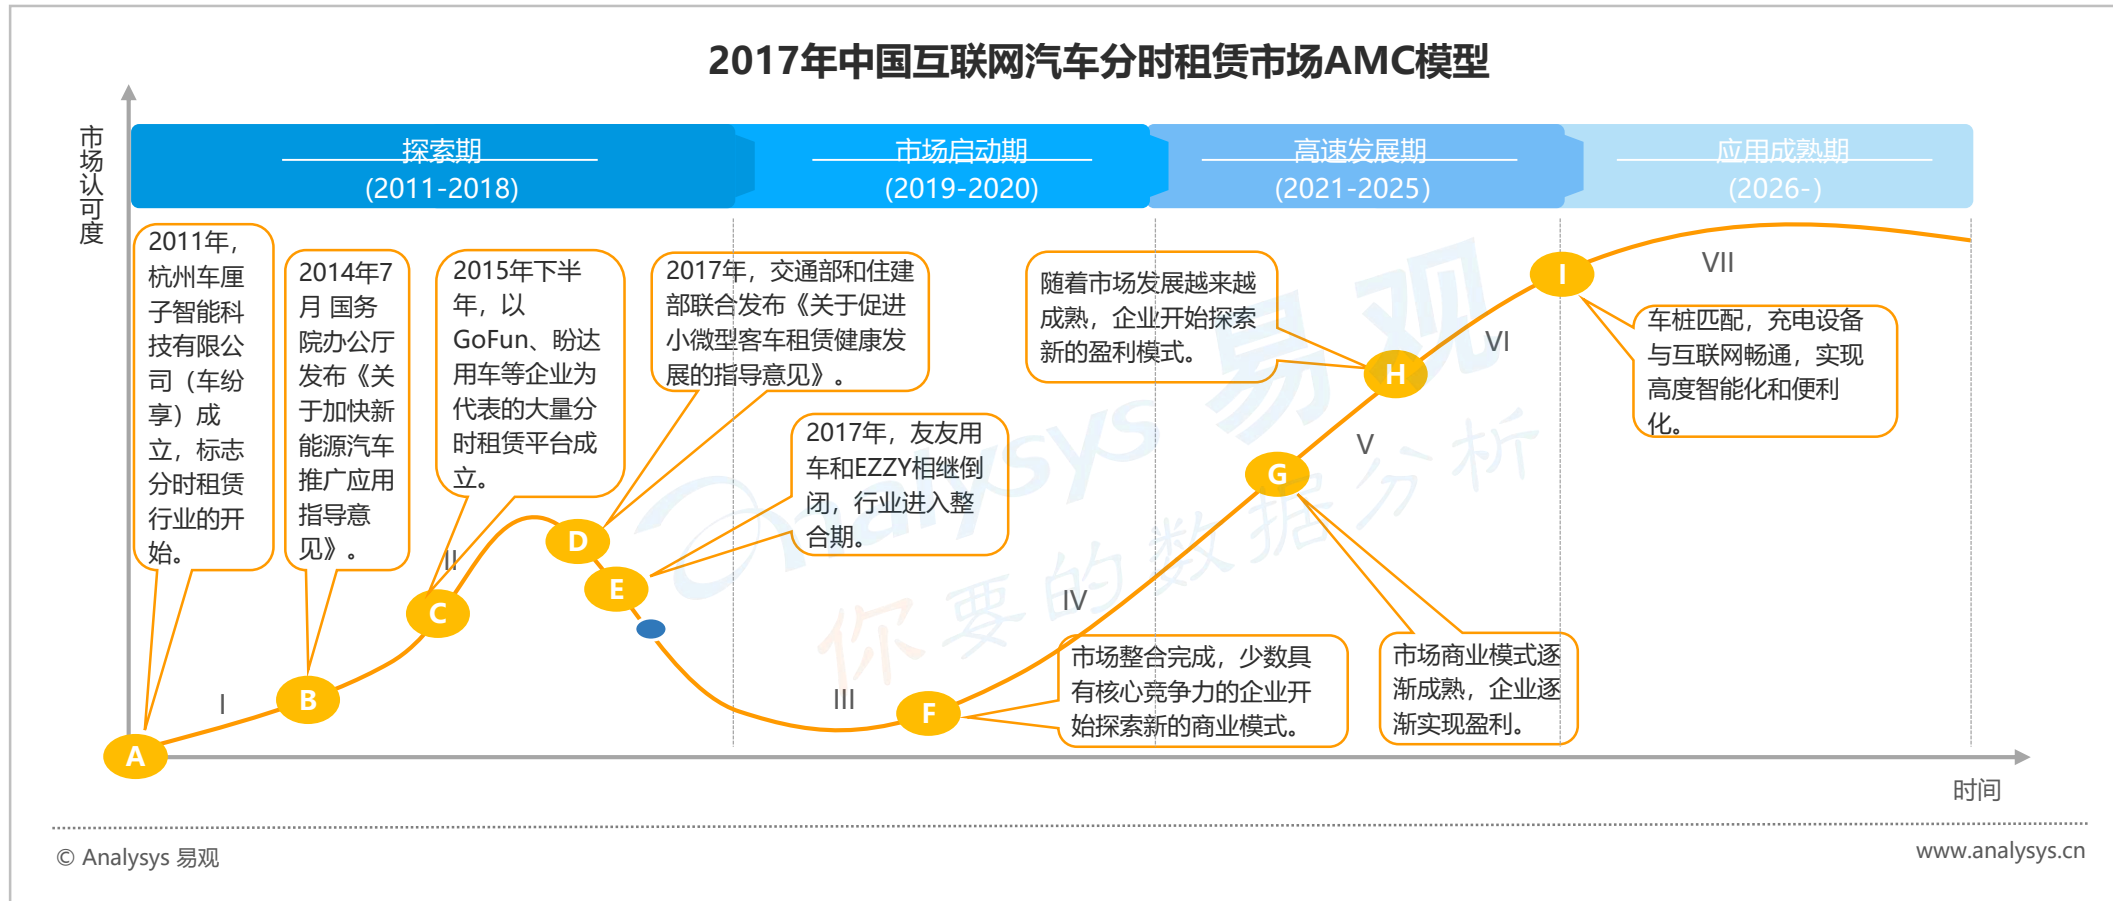 2017年中国互联网汽车分时租赁市场AMC模型
市场认可度
探索期
(2011-2018)
市场启动期
(2019-2020)
高速发展期
(2021-2025)
应用成熟期
(2026-)
2011年，
杭州车厘
子智能科
技有限公
司（车纷
享）成
立，标志
分时租赁
行业的开
始。
2014年7
月 国务
院办公厅
发布《关
于加快新
能源汽车
推广应用
指导意
见》。
2015年下半
年，以
GoFun、盼达
用车等企业为
代表的大量分
时租赁平台成
立。
2017年，交通部和住建
部联合发布《关于促进
小微型客车租赁健康发
展的指导意见》。
2017年，友友用
车和EZZY相继倒
闭，行业进入整
合期。
随着市场发展越来越
成熟，企业开始探索
新的盈利模式。
车桩匹配，充电设备
与互联网畅通，实现
高度智能化和便利
化。
市场整合完成，少数具
有核心竞争力的企业开
始探索新的商业模式。
市场商业模式逐
渐成熟，企业逐
渐实现盈利。
A
I
B
C
II
D
E
III
F
IV
G
V
H
VI
I
VII
Analysys 易观
你要的数据分析
时间
© Analysys 易观
www.analysys.cn